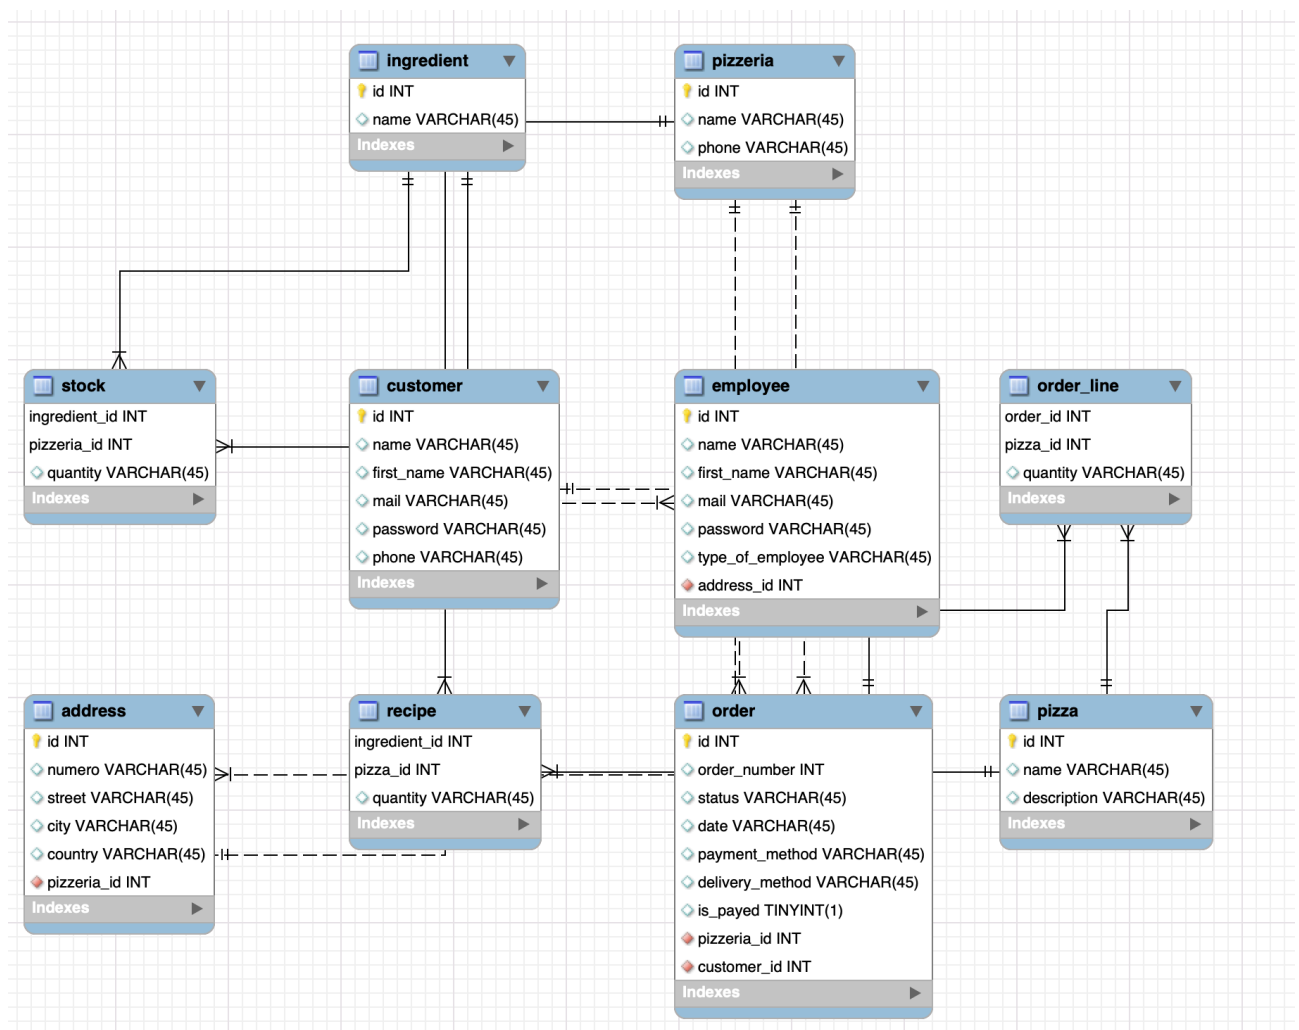 ingredient
id INT
name VARCHAR(45)
Indexes
pizzeria
id INT
name VARCHAR(45)
phone VARCHAR(45)
Indexes
stock
ingredient_id INT
pizzeria_id INT
quantity VARCHAR(45)
Indexes
customer
id INT
name VARCHAR(45)
first_name VARCHAR(45)
mail VARCHAR(45)
password VARCHAR(45)
phone VARCHAR(45)
Indexes
employee
id INT
name VARCHAR(45)
first_name VARCHAR(45)
mail VARCHAR(45)
password VARCHAR(45)
type_of_employee VARCHAR(45)
address_id INT
Indexes
order_line
order_id INT
pizza_id INT
quantity VARCHAR(45)
Indexes
address
id INT
numero VARCHAR(45)
street VARCHAR(45)
city VARCHAR(45)
country VARCHAR(45)
pizzeria_id INT
Indexes
recipe
ingredient_id INT
pizza_id INT
quantity VARCHAR(45)
Indexes
order
id INT
order_number INT
status VARCHAR(45)
date VARCHAR(45)
payment_method VARCHAR(45)
delivery_method VARCHAR(45)
is_payed TINYINT(1)
pizzeria_id INT
customer_id INT
Indexes
pizza
id INT
name VARCHAR(45)
description VARCHAR(45)
Indexes